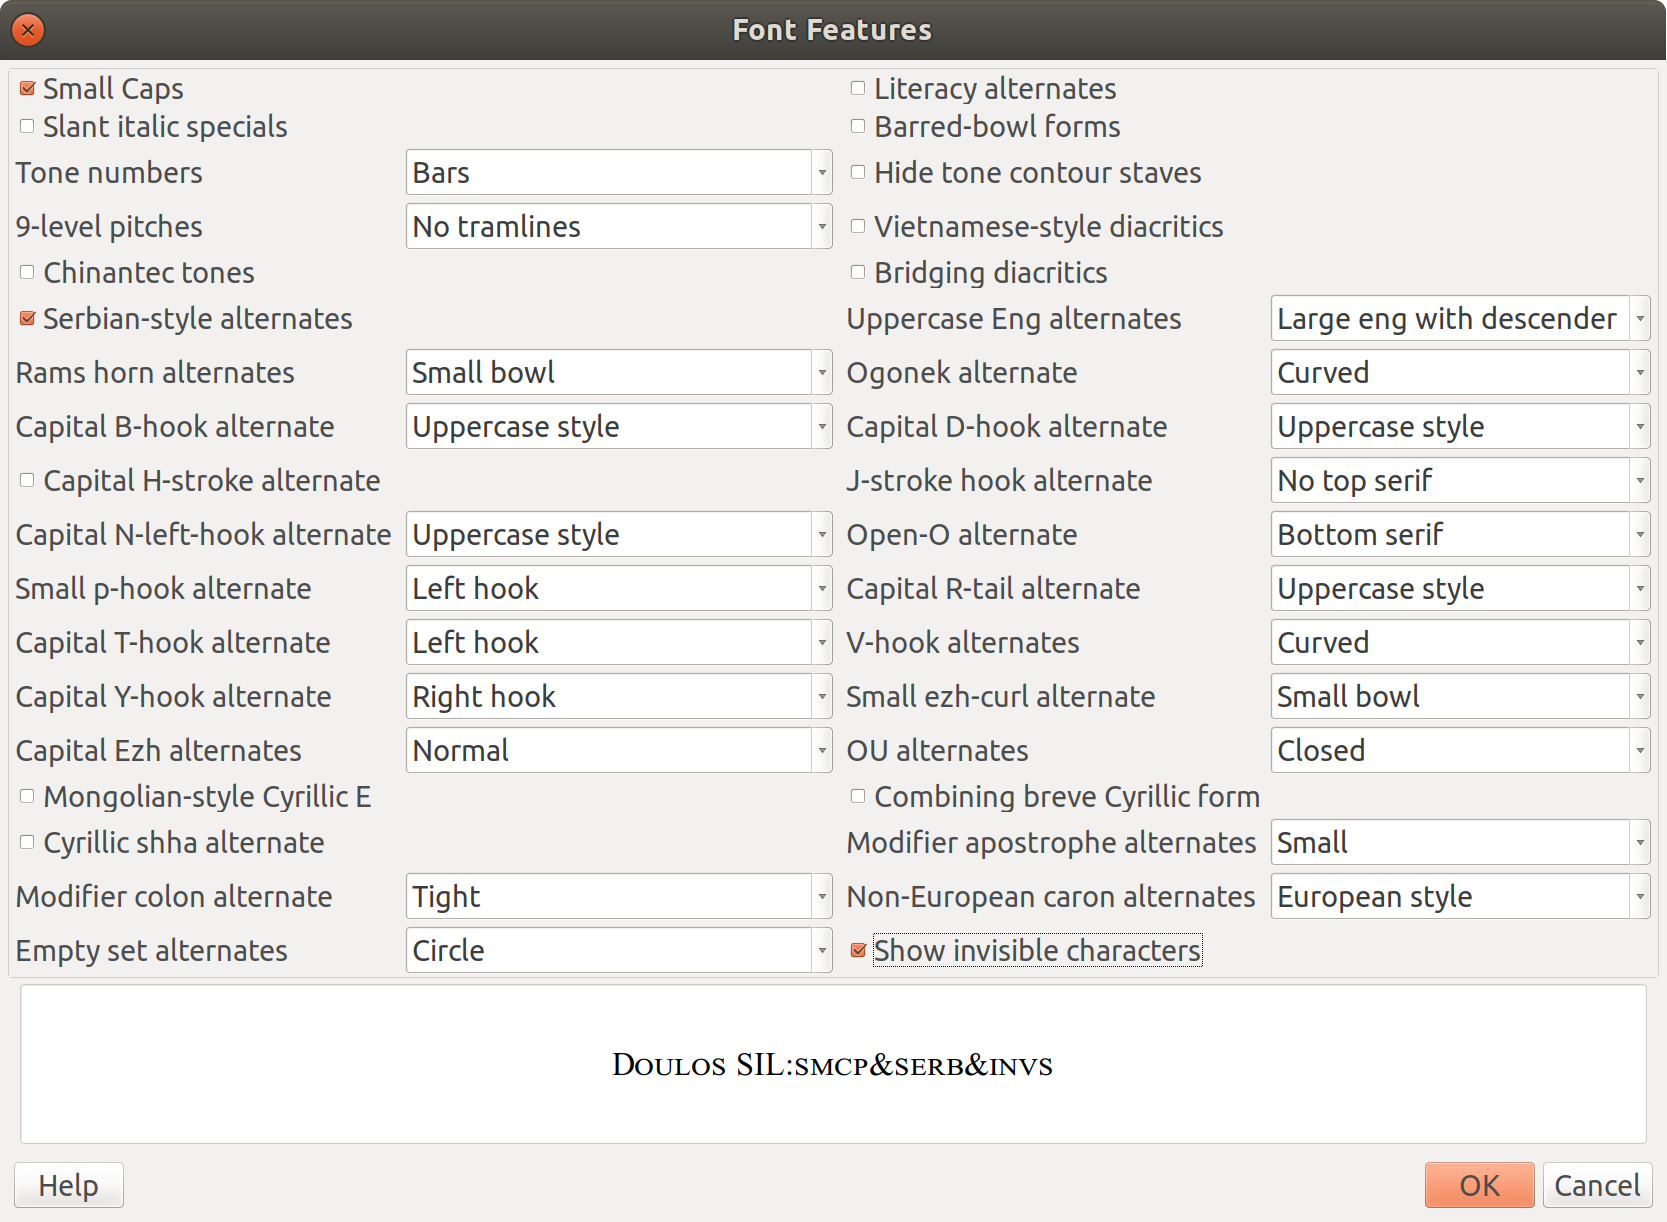 Font Features
Small Caps
Literacy alternates
Slant italic specials
Barred-bowl forms
Tone numbers Bars
Hide tone contour staves
9-level pitches No tramlines
Vietnamese-style diacritics
Chinantec tones
Bridging diacritics
Serbian-style alternates
Uppercase Eng alternates Large eng with descender
Rams horn alternates Small bowl
Ogonek alternate Curved
Capital B-hook alternate Uppercase style
Capital D-hook alternate Uppercase style
Capital H-stroke alternate
J-stroke hook alternate No top serif
Capital N-left-hook alternate Uppercase style
Open-O alternate Bottom serif
Small p-hook alternate Left hook
Capital R-tail alternate Uppercase style
Capital T-hook alternate Left hook
V-hook alternates Curved
Capital Y-hook alternate Right hook
Small ezh-curl alternate Small bowl
Capital Ezh alternates Normal
OU alternates Closed
Mongolian-style Cyrillic E
Combining breve Cyrillic form
Cyrillic shha alternate
Modifier apostrophe alternates Small
Modifier colon alternate Tight
Non-European caron alternates European style
Empty set alternates Circle
Show invisible characters
Doulos SIL:smcp&serb&invs
Help
OK
Cancel